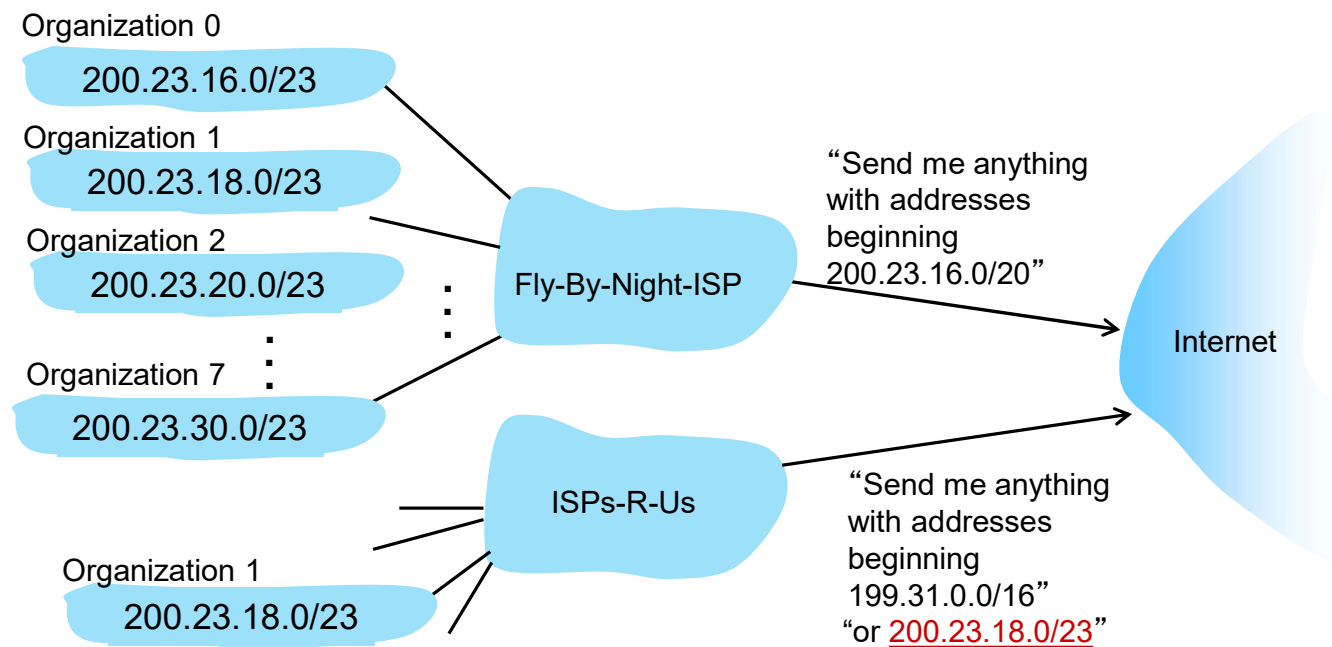 Organization 0
200.23.16.0/23
Organization 1
200.23.18.0/23
Organization 2
200.23.20.0/23
Organization 7
200.23.30.0/23
Fly-By-Night-ISP
“Send me anything
with addresses
beginning
200.23.16.0/20”
Internet
ISPs-R-Us
Organization 1
200.23.18.0/23
“Send me anything
with addresses
beginning
199.31.0.0/16”
“or 200.23.18.0/23”